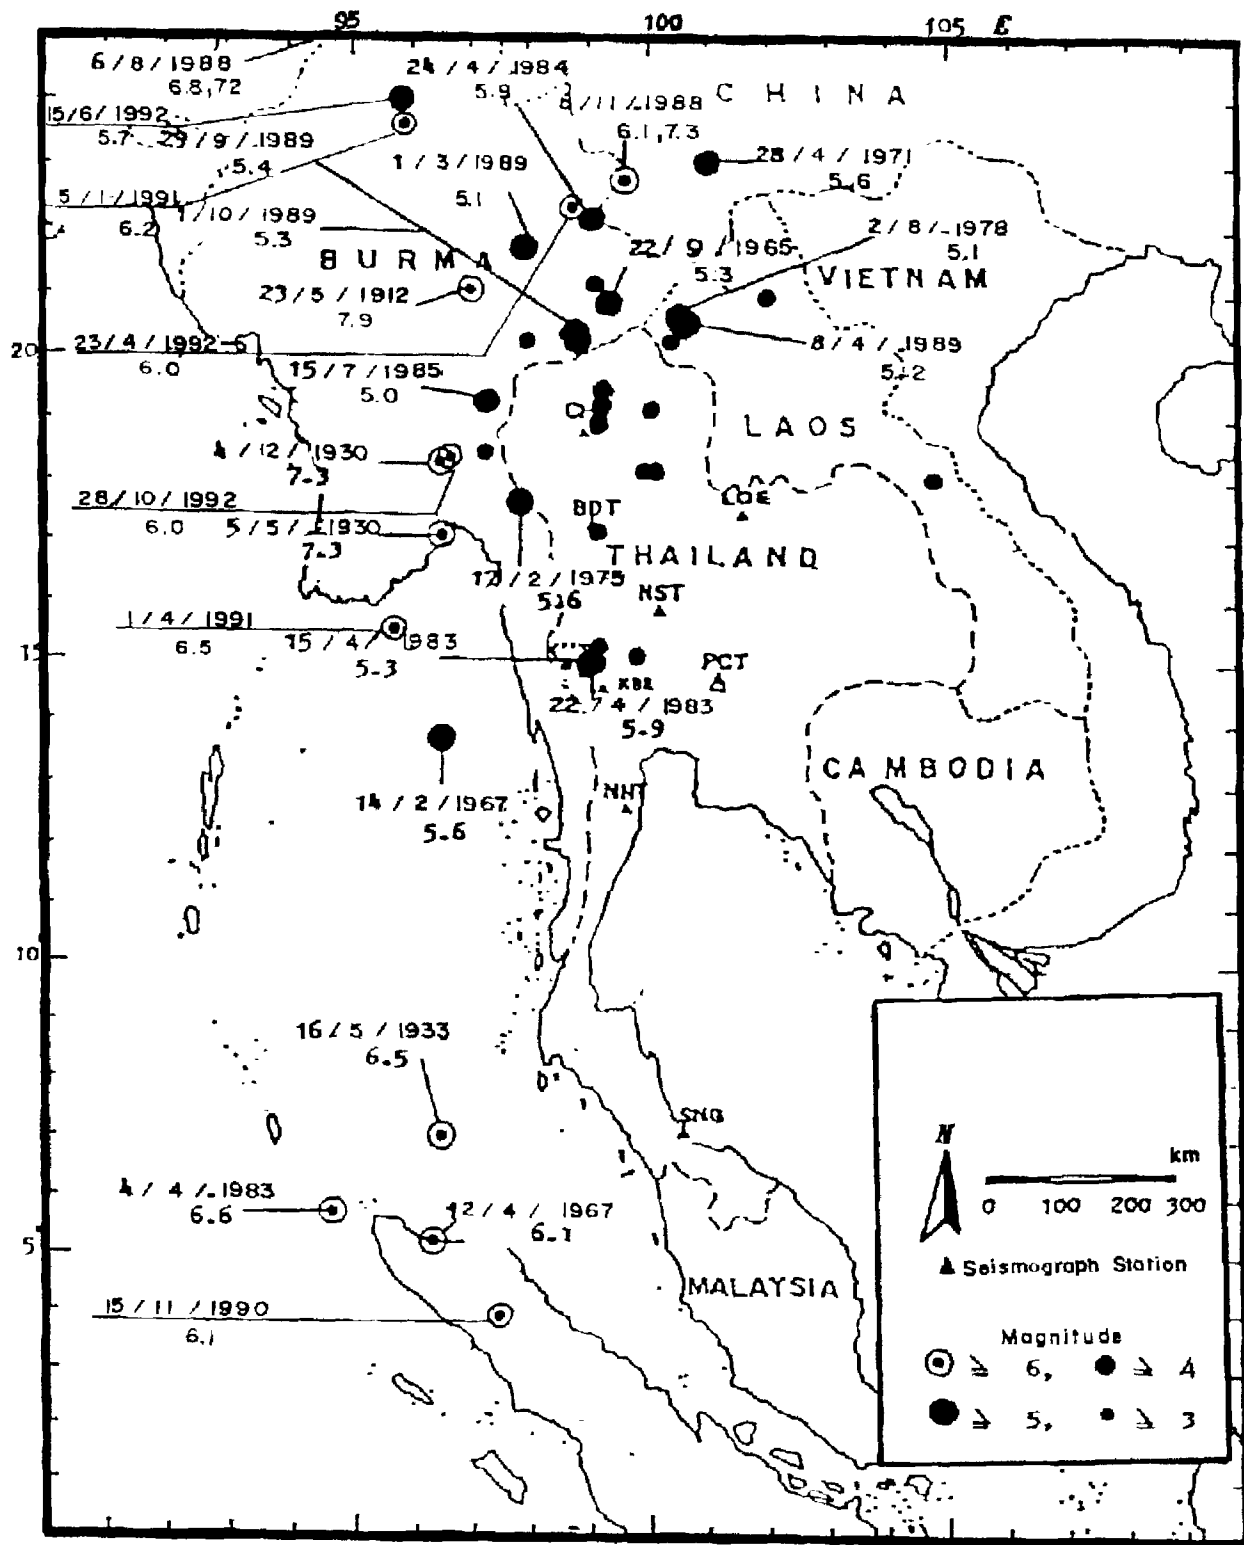 95 100 105 E
6/8/1988
6.8,72
24/4/1984
5.9
6/11/1988
6.1,7.3
CHINA
15/6/1992
5.7
29/9/1989
5.4
1/3/1989
5.1
28/4/1971
5.6
5/1/1991
6.2
1/10/1989
5.3
22/9/1965
5.3
2/8/1978
5.1
BURMA
VIETNAM
23/5/1912
7.9
20
23/4/1992
6.0
15/7/1985
5.0
8/4/1989
5.2
LAOS
4/12/1930
7.3
28/10/1992
6.0
5/5/1930
7.3
BDT
LOE
THAILAND
17/2/1975
5.6
NST
1/4/1991
6.5
15/4/1983
5.3
15
PCT
KBR
22/4/1983
5.9
CAMBODIA
14/2/1967
5.6
NHT
10
16/5/1933
6.5
SNG
4/4/1983
6.6
12/4/1967
6.1
5
15/11/1990
6.1
MALAYSIA
N
km
0 100 200 300
Seismograph Station
Magnitude
≥ 6, ≥ 4
≥ 5, ≥ 3